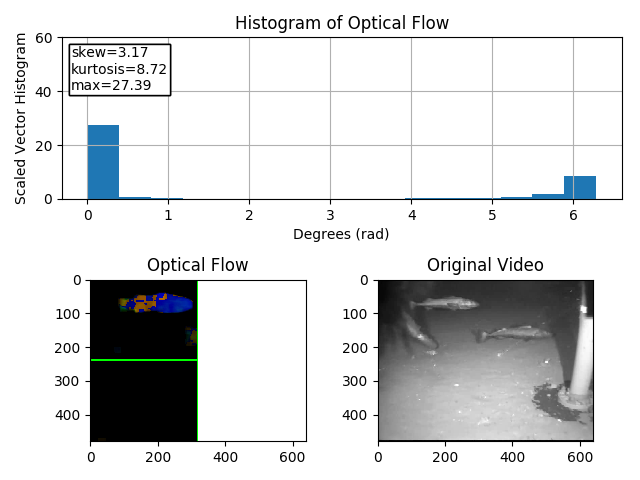 Histogram of Optical Flow
Scaled Vector Histogram
60
40
20
0
skew=3.17
kurtosis=8.72
max=27.39
0 1 2 3 4 5 6
Degrees (rad)
Optical Flow
0
100
200
300
400
0 200 400 600
Original Video
0
100
200
300
400
0 200 400 600